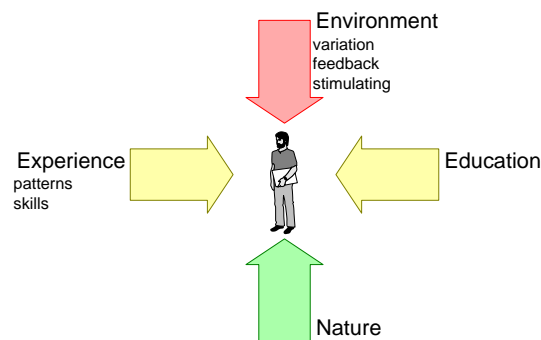 Environment
variation
feedback
stimulating
Experience
patterns
skills
Education
Nature